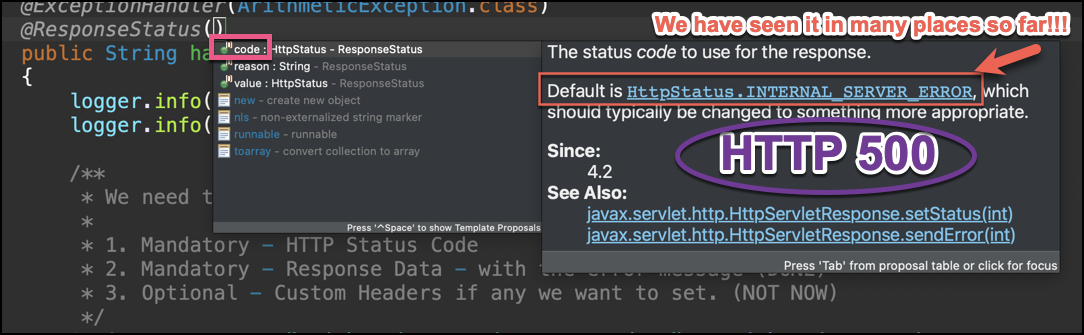 @ExceptionHandler(ArithmeticException.class)
We have seen it in many places so far!!!
@ResponseStatus()
public String ha
{
logger.info(
logger.info(
/**
* We need t
*
* 1. Mandatory - HTTP Status Code
* 2. Mandatory - Response Data - with the error message (DONE)
* 3. Optional - Custom Headers if any we want to set. (NOT NOW)
*/
code : HttpStatus - ResponseStatus
reason : String - ResponseStatus
value : HttpStatus - ResponseStatus
new - create new object
nls - non-externalized string marker
runnable - runnable
toarray - convert collection to array
Press '^Space' to show Template Proposals
The status code to use for the response.
Default is HttpStatus.INTERNAL_SERVER_ERROR, which
should typically be changed to something more appropriate.
HTTP 500
Since:
4.2
See Also:
javax.servlet.http.HttpServletResponse.setStatus(int)
javax.servlet.http.HttpServletResponse.sendError(int)
Press 'Tab' from proposal table or click for focus